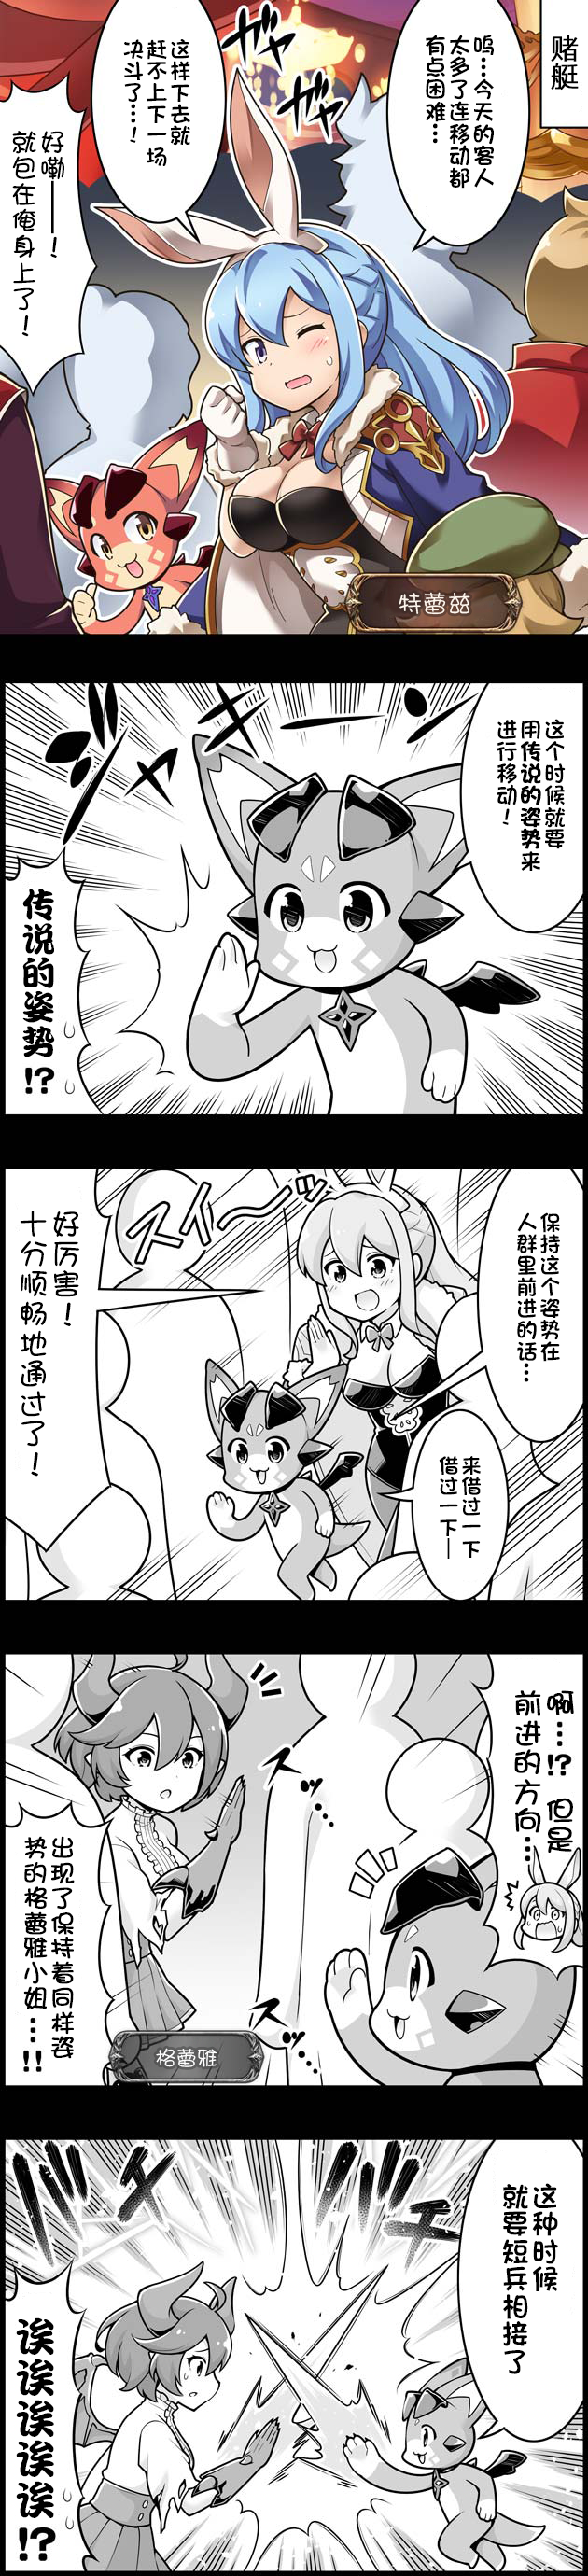 赌艇
呜…今天的客人
太多了连移动都
有点困难…
ガヤ
ガヤ
这样下去就
赶不上下一场
决斗了…！
好嘞——！
就包在俺身上了！
特蕾兹
这个时候就要
用传说的姿势来
进行移动！
传说的姿势!?
保持这个姿势在
人群里前进的话…
スイ～ッ
好厉害！
十分顺畅地通过了！
来借过一下
借过一下—
啊…!?但是
前进的方向…
スッ…
スッ…
出现了保持着同样姿
势的格蕾雅小姐…!!
格蕾雅
这种时候
就要短兵相接了
バチ
バチ
诶诶诶诶诶!?